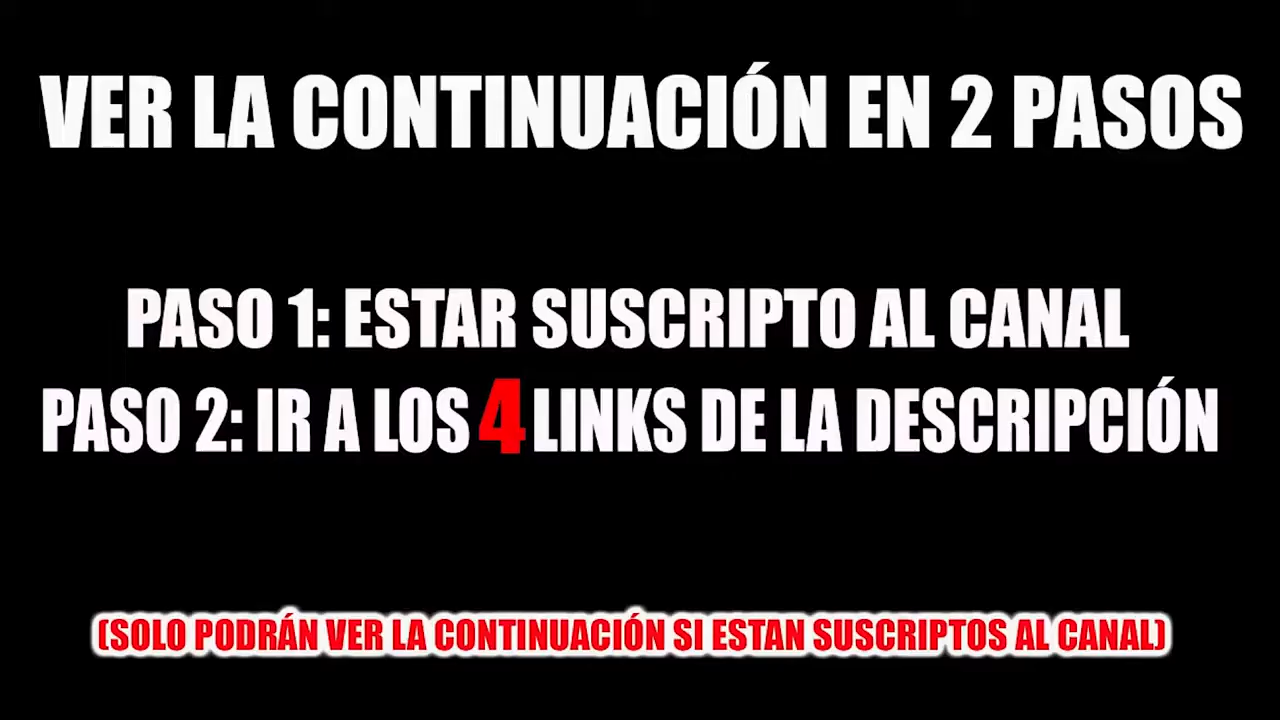 VER LA CONTINUACIÓN EN 2 PASOS
PASO 1: ESTAR SUSCRIPTO AL CANAL
PASO 2: IR A LOS 4 LINKS DE LA DESCRIPCIÓN
(SOLO PODRÁN VER LA CONTINUACIÓN SI ESTAN SUSCRIPTOS AL CANAL)